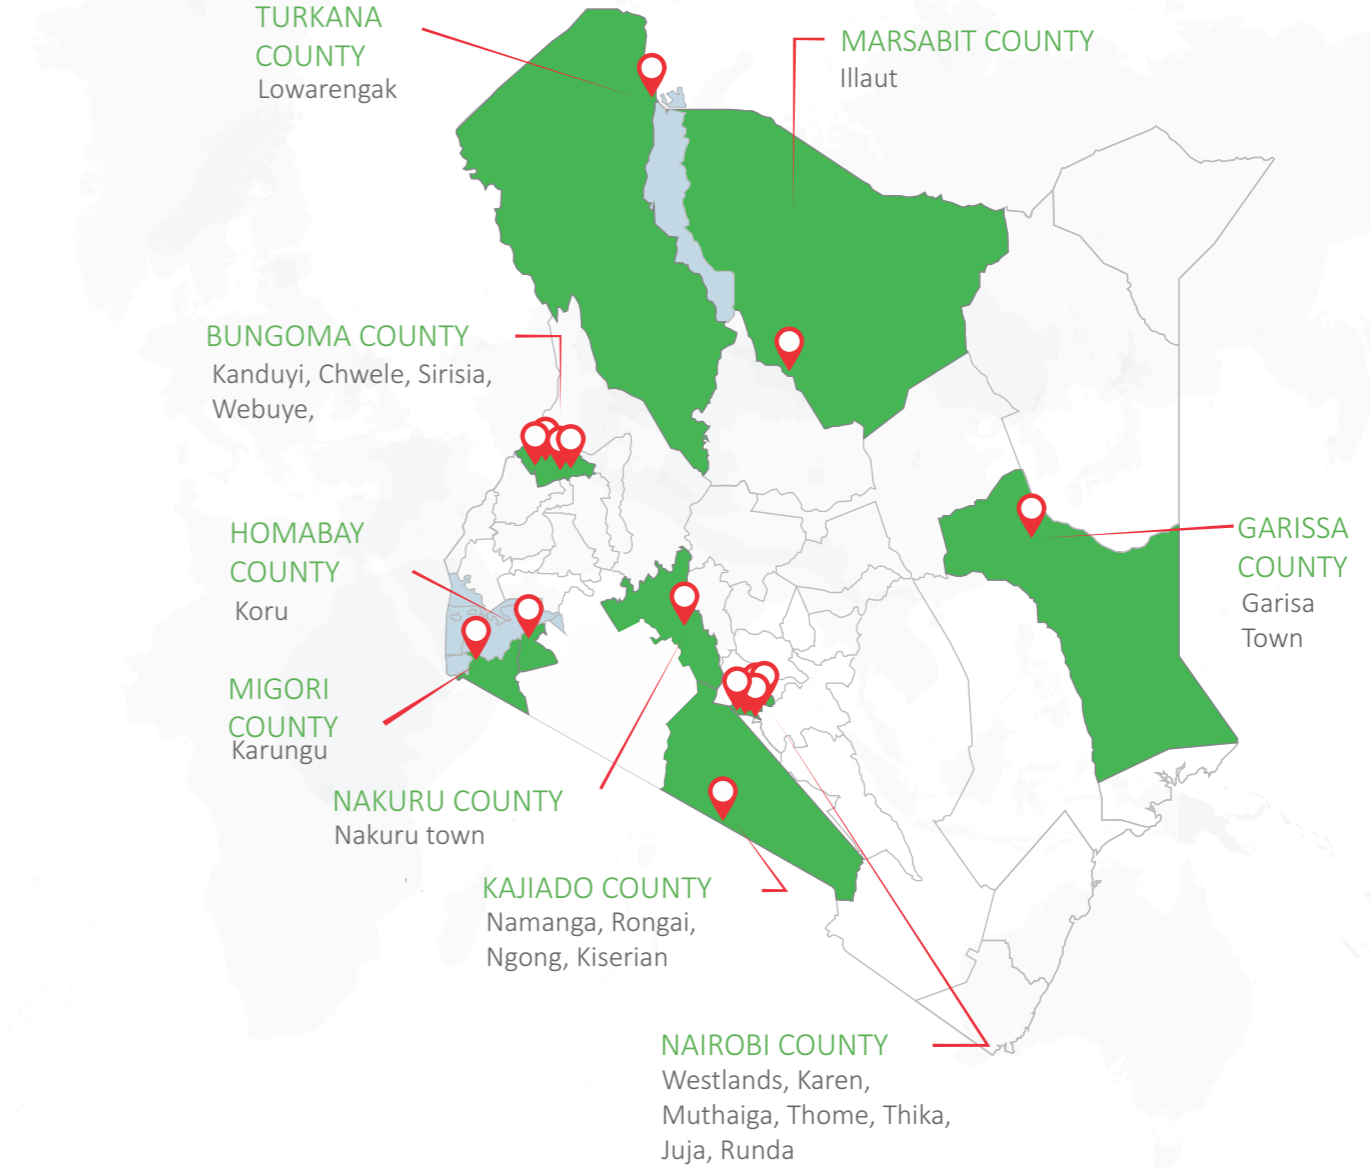 TURKANA
COUNTY
Lowarengak
MARSABIT COUNTY
Illaut
BUNGOMA COUNTY
Kanduyi, Chwele, Sirisia,
Webuye,
HOMABAY
COUNTY
Koru
GARISSA
COUNTY
Garisa
Town
MIGORI
COUNTY
Karungu
NAKURU COUNTY
Nakuru town
KAJIADO COUNTY
Namanga, Rongai,
Ngong, Kiserian
NAIROBI COUNTY
Westlands, Karen,
Muthaiga, Thome, Thika,
Juja, Runda